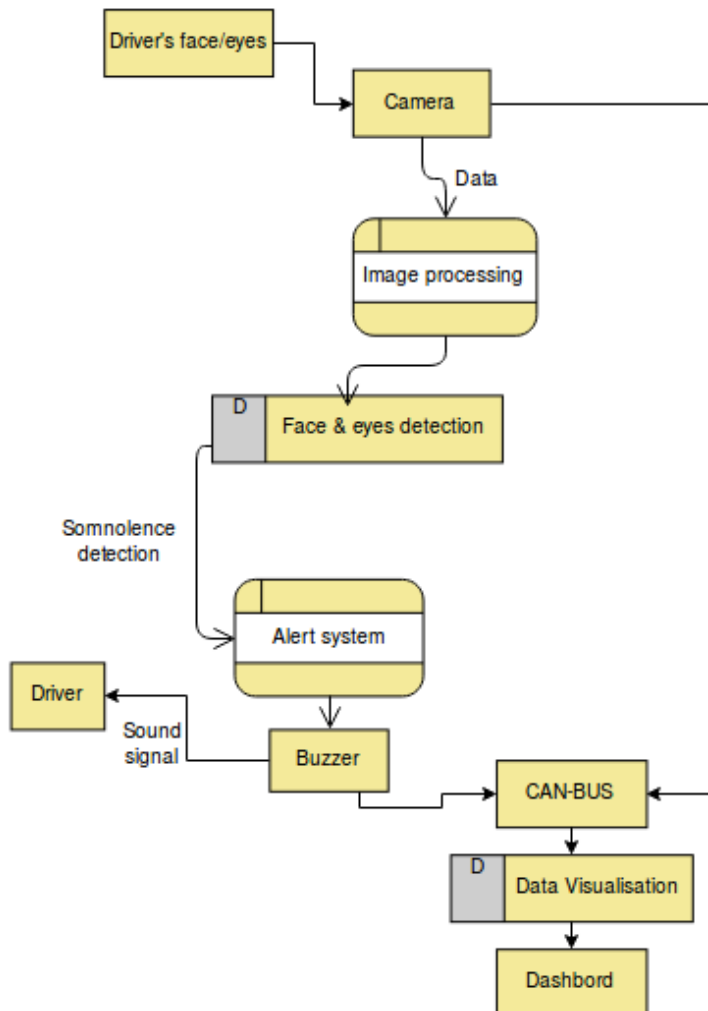 Driver's face/eyes
Camera
Data
Image processing
D
Face & eyes detection
Somnolence
detection
Alert system
Driver
Sound
signal
Buzzer
CAN-BUS
D
Data Visualisation
Dashbord